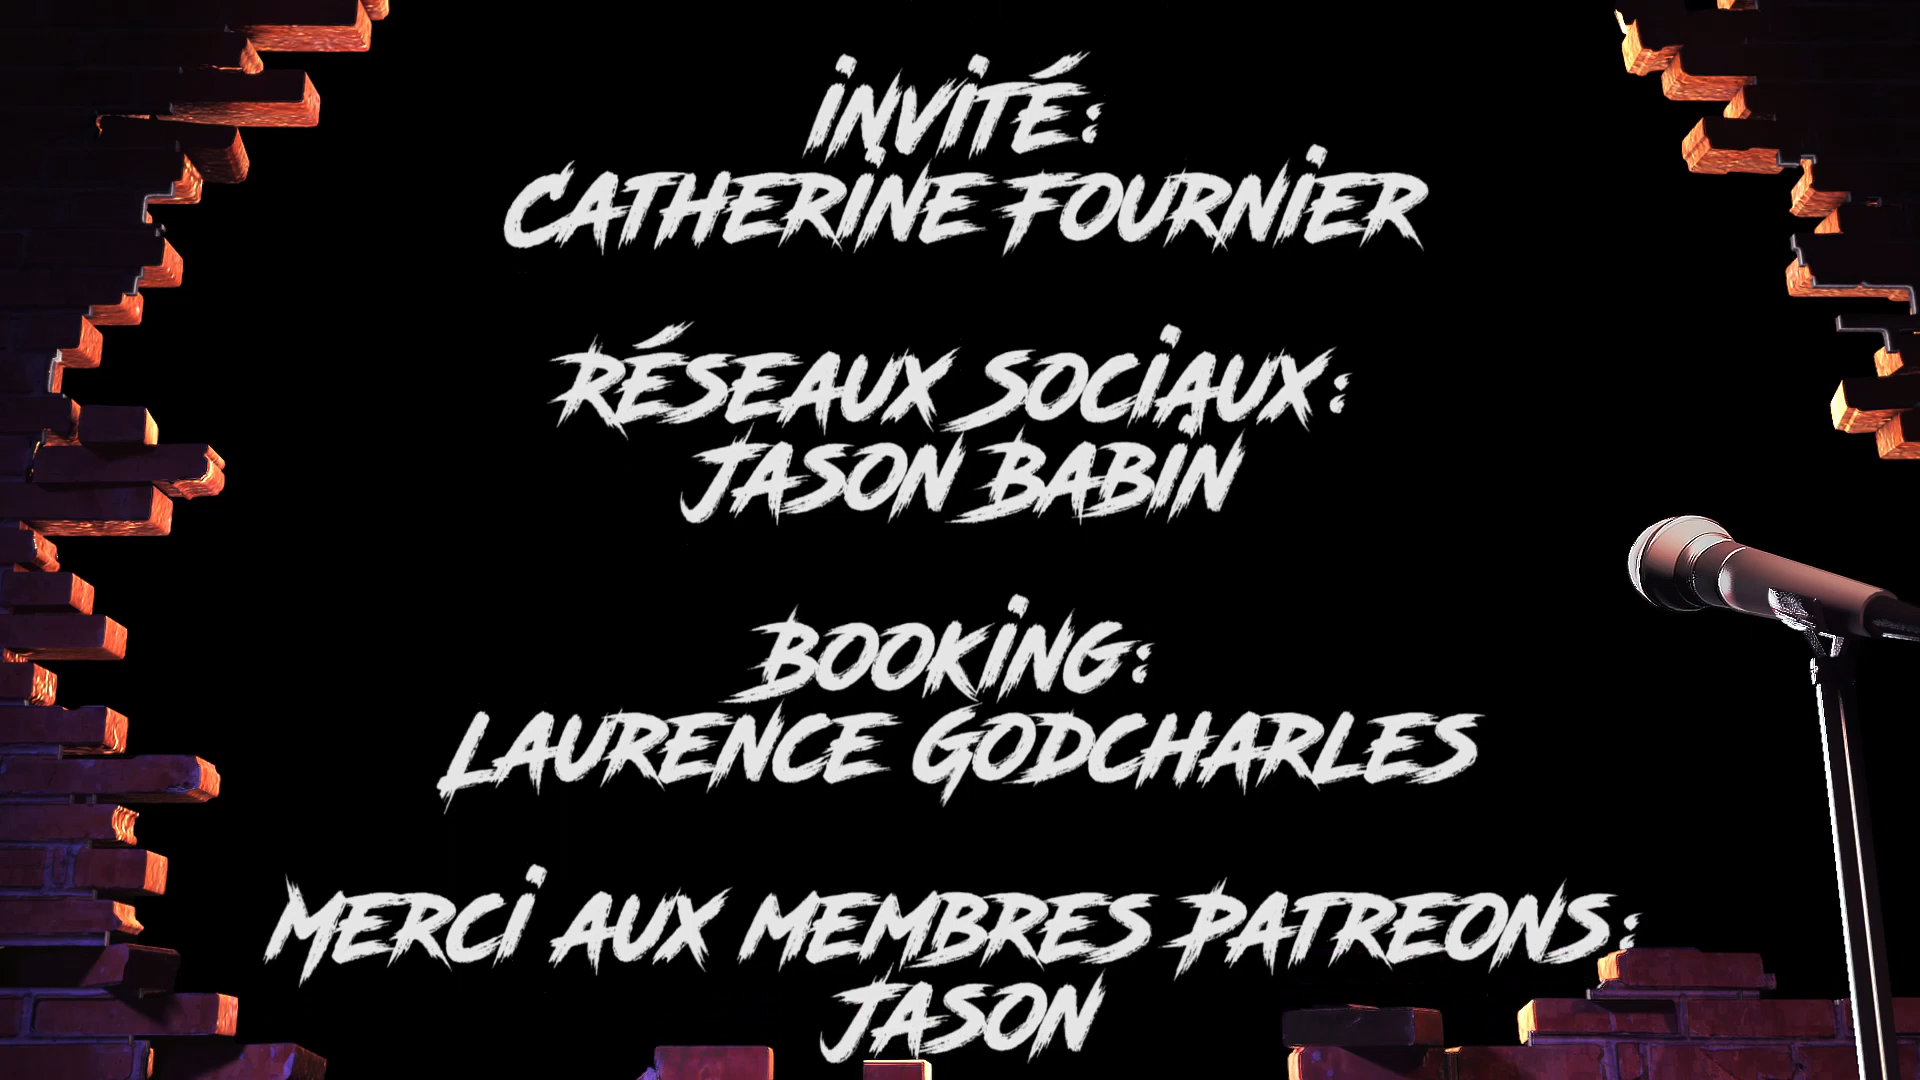 Invité:
Catherine Fournier
Réseaux Sociaux:
Jason Babin
Booking:
Laurence Godcharles
Merci aux membres Patreons:
Jason